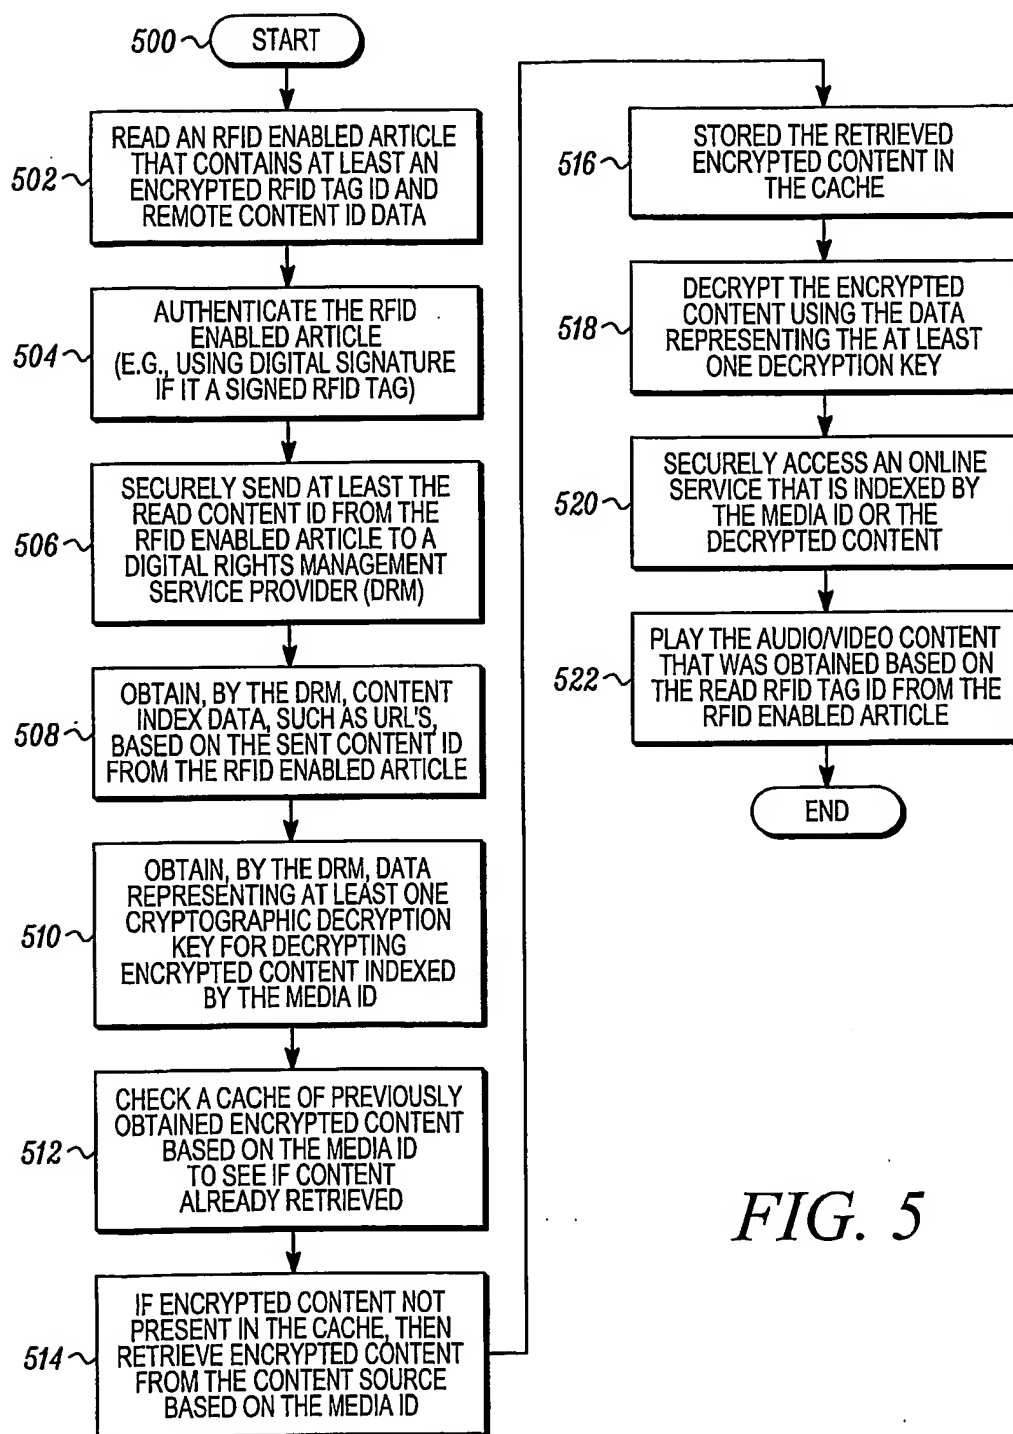 500
START
502
READ AN RFID ENABLED ARTICLE
THAT CONTAINS AT LEAST AN
ENCRYPTED RFID TAG ID AND
REMOTE CONTENT ID DATA
504
AUTHENTICATE THE RFID
ENABLED ARTICLE
(E.G., USING DIGITAL SIGNATURE
IF IT A SIGNED RFID TAG)
506
SECURELY SEND AT LEAST THE
READ CONTENT ID FROM THE
RFID ENABLED ARTICLE TO A
DIGITAL RIGHTS MANAGEMENT
SERVICE PROVIDER (DRM)
508
OBTAIN, BY THE DRM, CONTENT
INDEX DATA, SUCH AS URL'S,
BASED ON THE SENT CONTENT ID
FROM THE RFID ENABLED ARTICLE
510
OBTAIN, BY THE DRM, DATA
REPRESENTING AT LEAST ONE
CRYPTOGRAPHIC DECRYPTION
KEY FOR DECRYPTING
ENCRYPTED CONTENT INDEXED
BY THE MEDIA ID
512
CHECK A CACHE OF PREVIOUSLY
OBTAINED ENCRYPTED CONTENT
BASED ON THE MEDIA ID
TO SEE IF CONTENT
ALREADY RETRIEVED
514
IF ENCRYPTED CONTENT NOT
PRESENT IN THE CACHE, THEN
RETRIEVE ENCRYPTED CONTENT
FROM THE CONTENT SOURCE
BASED ON THE MEDIA ID
516
STORED THE RETRIEVED
ENCRYPTED CONTENT IN
THE CACHE
518
DECRYPT THE ENCRYPTED
CONTENT USING THE DATA
REPRESENTING THE AT LEAST
ONE DECRYPTION KEY
520
SECURELY ACCESS AN ONLINE
SERVICE THAT IS INDEXED BY
THE MEDIA ID OR THE
DECRYPTED CONTENT
522
PLAY THE AUDIO/VIDEO CONTENT
THAT WAS OBTAINED BASED ON
THE READ RFID TAG ID FROM THE
RFID ENABLED ARTICLE
END
FIG. 5